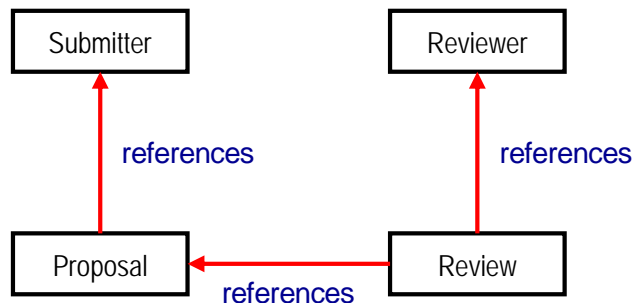 Submitter
Reviewer
references
references
Proposal
Review
references